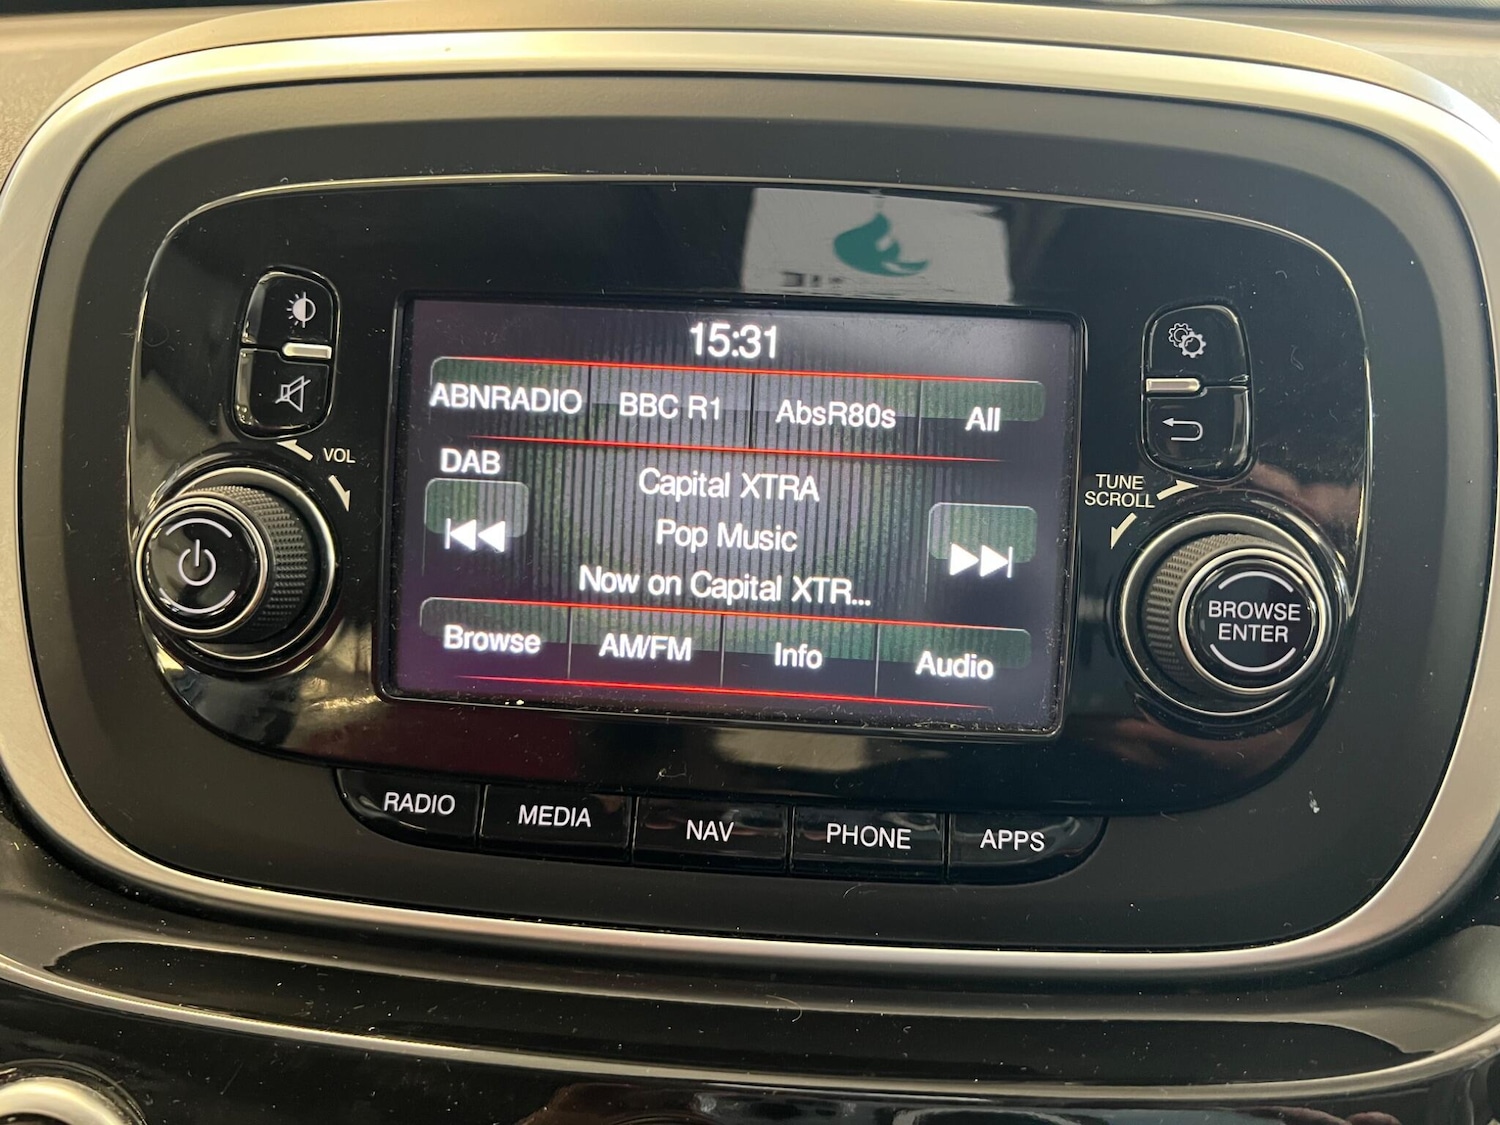 15:31
ABNRADIO BBC R1 AbsR80s All
VOL
DAB
Capital XTRA
TUNE
SCROLL
Pop Music
Now on Capital XTR...
BROWSE
ENTER
Browse AM/FM Info Audio
RADIO MEDIA NAV PHONE APPS